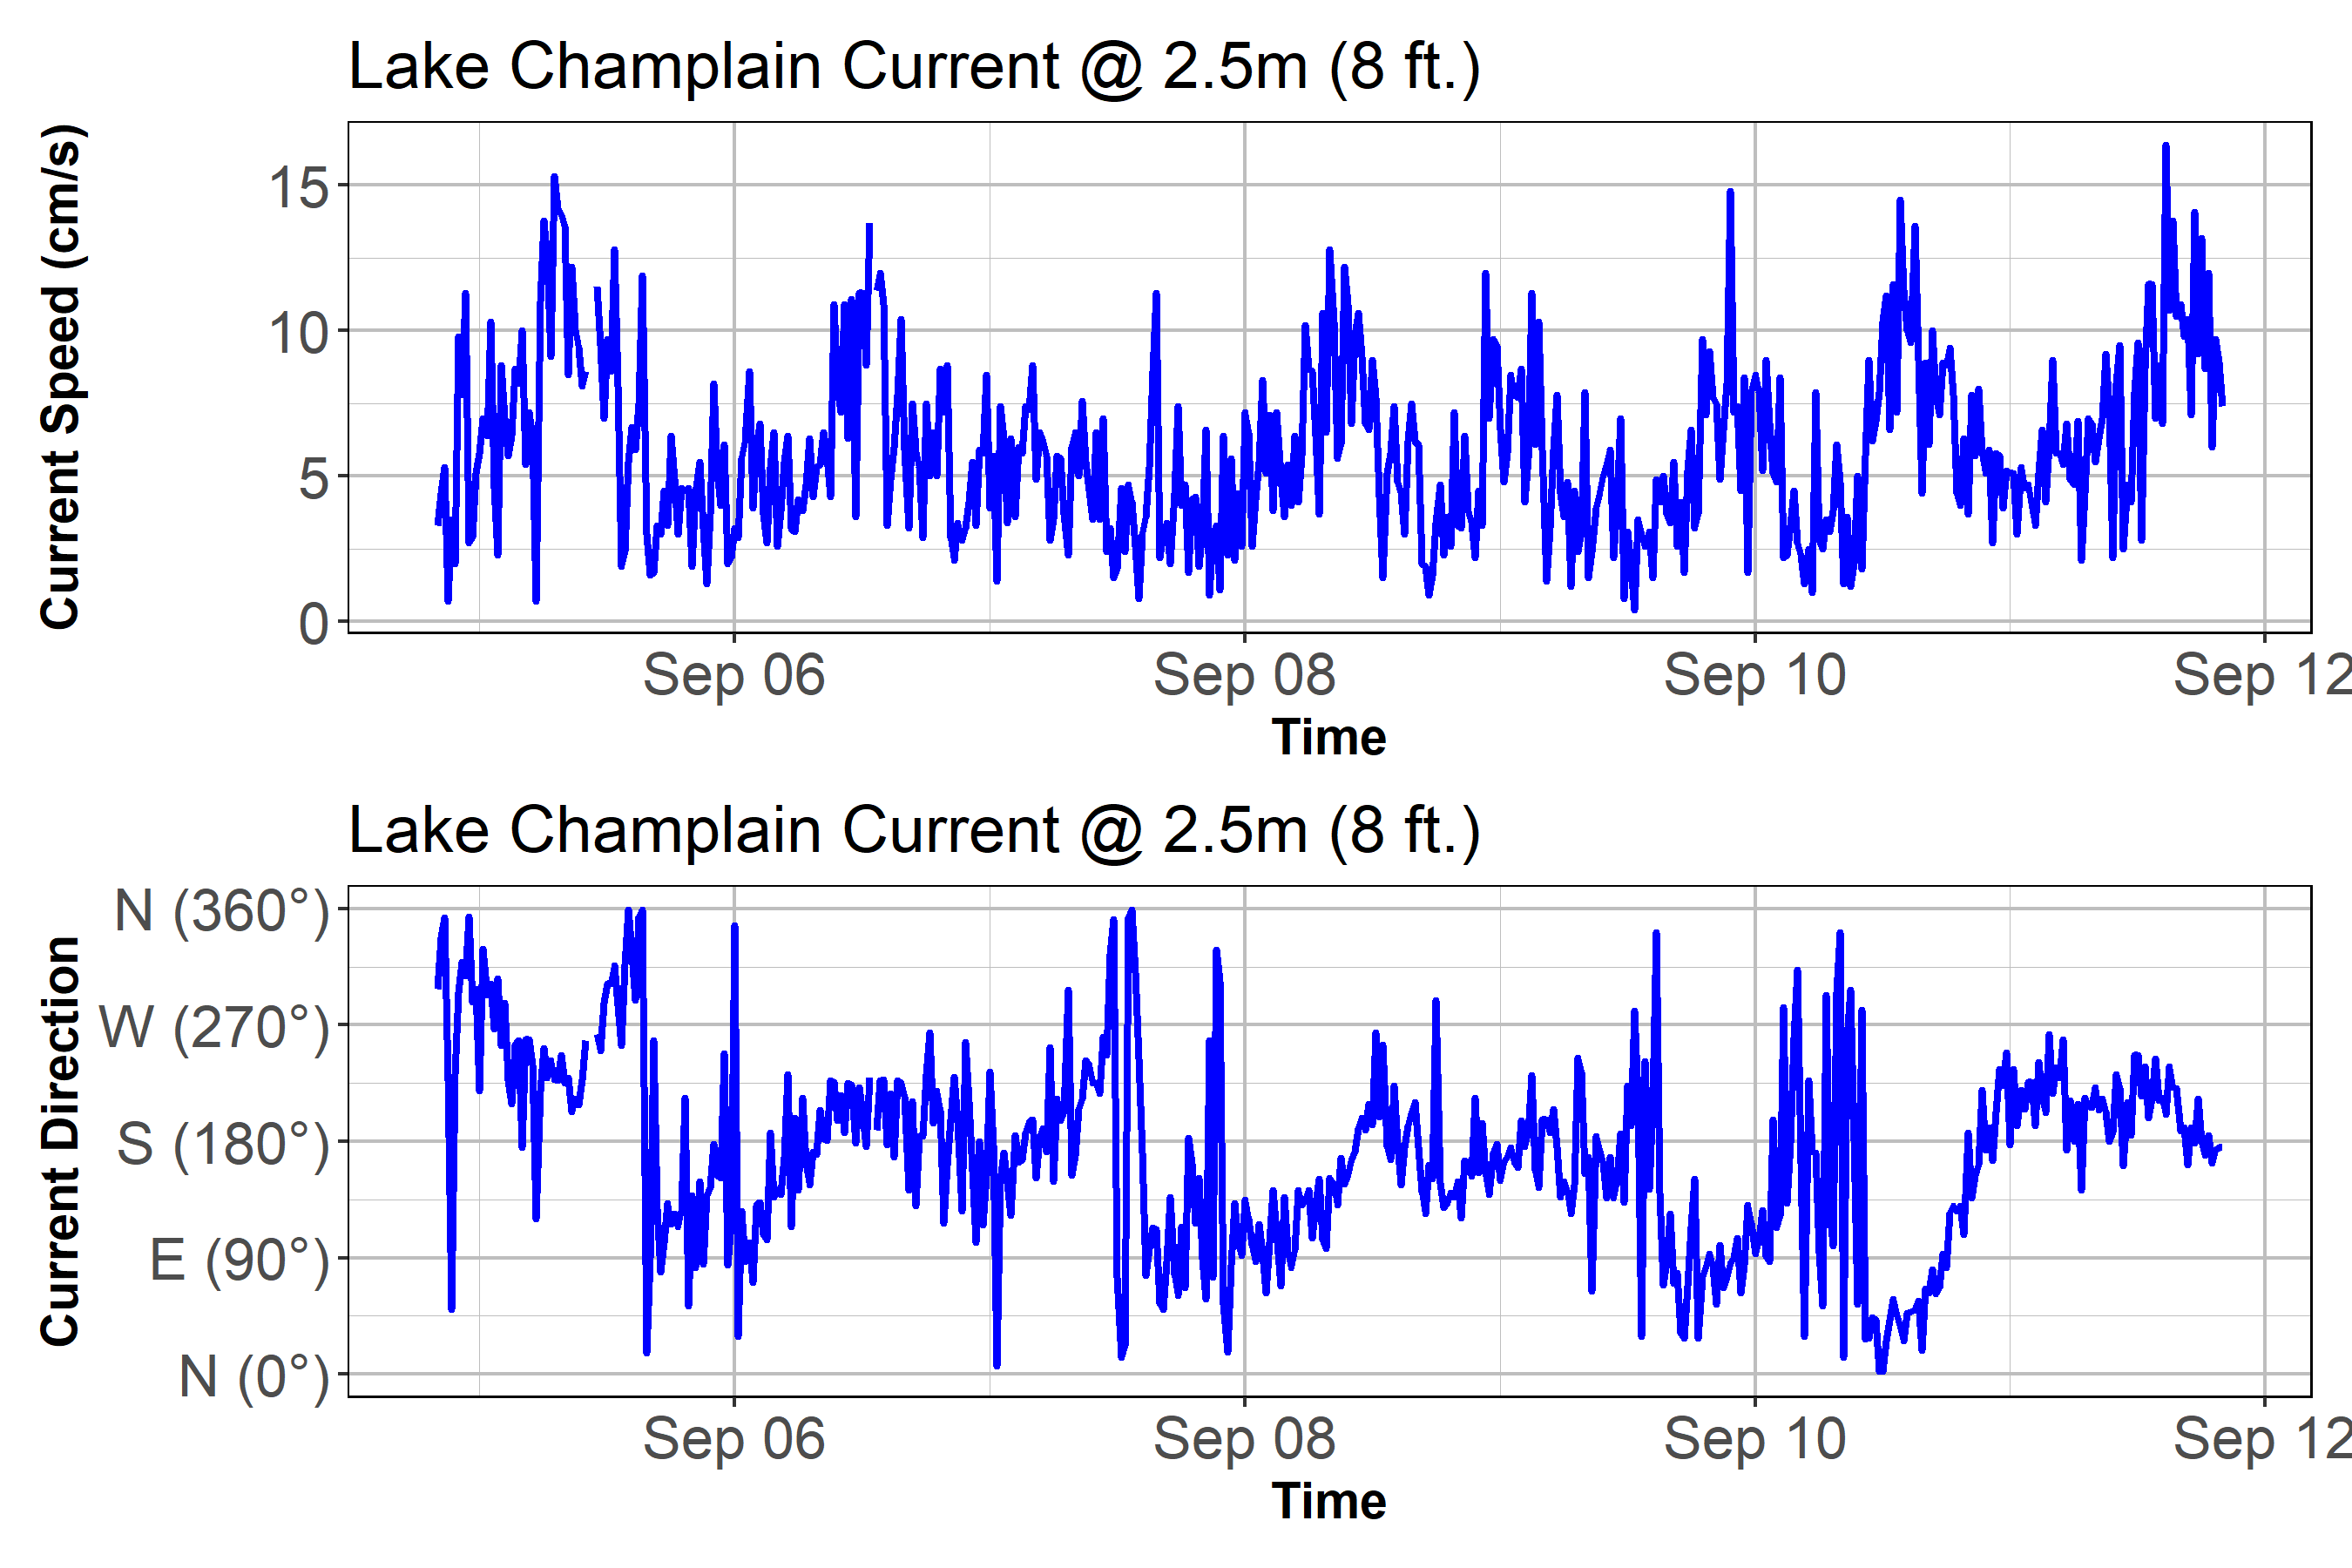 Lake Champlain Current @ 2.5m (8 ft.)
Current Speed (cm/s)
15
10
5
0
Sep 06 Sep 08 Sep 10 Sep 12
Time
Lake Champlain Current @ 2.5m (8 ft.)
Current Direction
N (360°)
W (270°)
S (180°)
E (90°)
N (0°)
Sep 06 Sep 08 Sep 10 Sep 12
Time